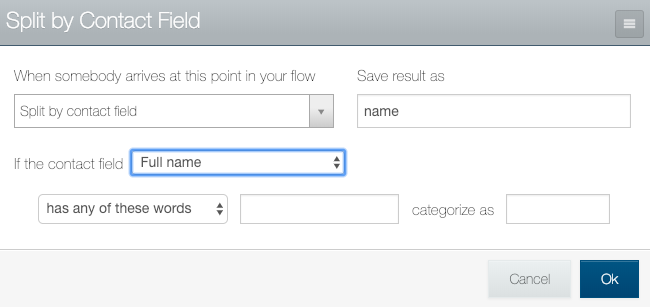 Split by Contact Field
When somebody arrives at this point in your flow
Save result as
Split by contact field
name
If the contact field Full name
has any of these words categorize as
Cancel Ok